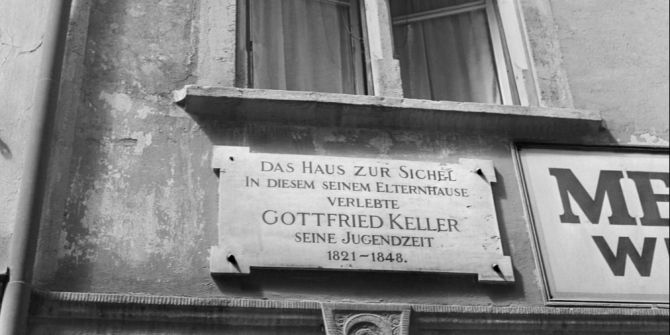 DAS HAUS ZUR SICHEL
IN DIESEM SEINEM ELTERNHAUSE
VERLEBTE
GOTTFRIED KELLER
SEINE JUGENDZEIT
1821-1848.